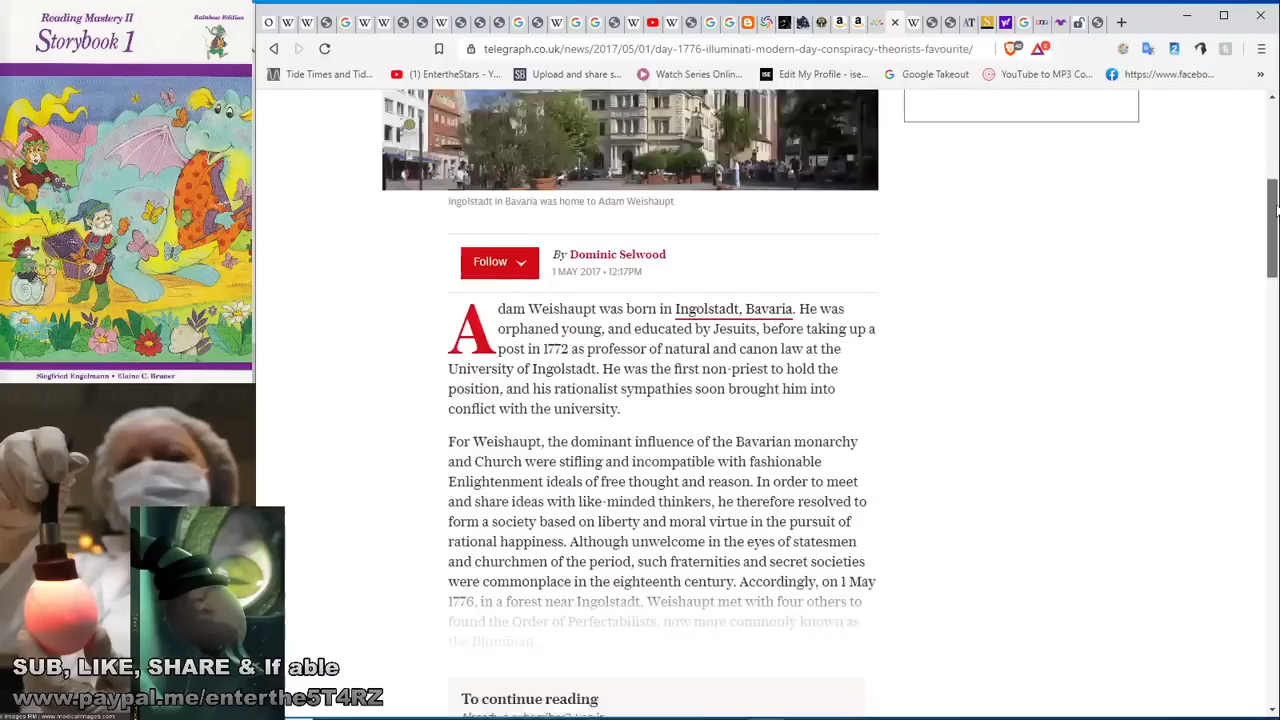 Reading Mastery II
Rainbow Edition
Storybook 1
Siegfried Engelmann • Elaine C. Bruner
telegraph.co.uk/news/2017/05/01/day-1776-illuminati-modern-day-conspiracy-theorists-favourite/
Tide Times and Tid...
(1) EntertheStars - Y...
Upload and share s...
Watch Series Onlin...
Edit My Profile - ise...
Google Takeout
YouTube to MP3 Co...
https://www.facebo...
»
Ingolstadt in Bavaria was home to Adam Weishaupt
Follow
By Dominic Selwood
1 MAY 2017 • 12:17PM
Adam Weishaupt was born in Ingolstadt, Bavaria. He was
orphaned young, and educated by Jesuits, before taking up a
post in 1772 as professor of natural and canon law at the
University of Ingolstadt. He was the first non-priest to hold the
position, and his rationalist sympathies soon brought him into
conflict with the university.
For Weishaupt, the dominant influence of the Bavarian monarchy
and Church were stifling and incompatible with fashionable
Enlightenment ideals of free thought and reason. In order to meet
and share ideas with like-minded thinkers, he therefore resolved to
form a society based on liberty and moral virtue in the pursuit of
rational happiness. Although unwelcome in the eyes of statesmen
and churchmen of the period, such fraternities and secret societies
were commonplace in the eighteenth century. Accordingly, on 1 May
1776, in a forest near Ingolstadt, Weishaupt met with four others to
found the Order of Perfectabilists, now more commonly known as
the Illuminati.
To continue reading
SUB, LIKE, SHARE & If able
www.paypal.me/enterthe5T4RZ
www.medicalimages.com